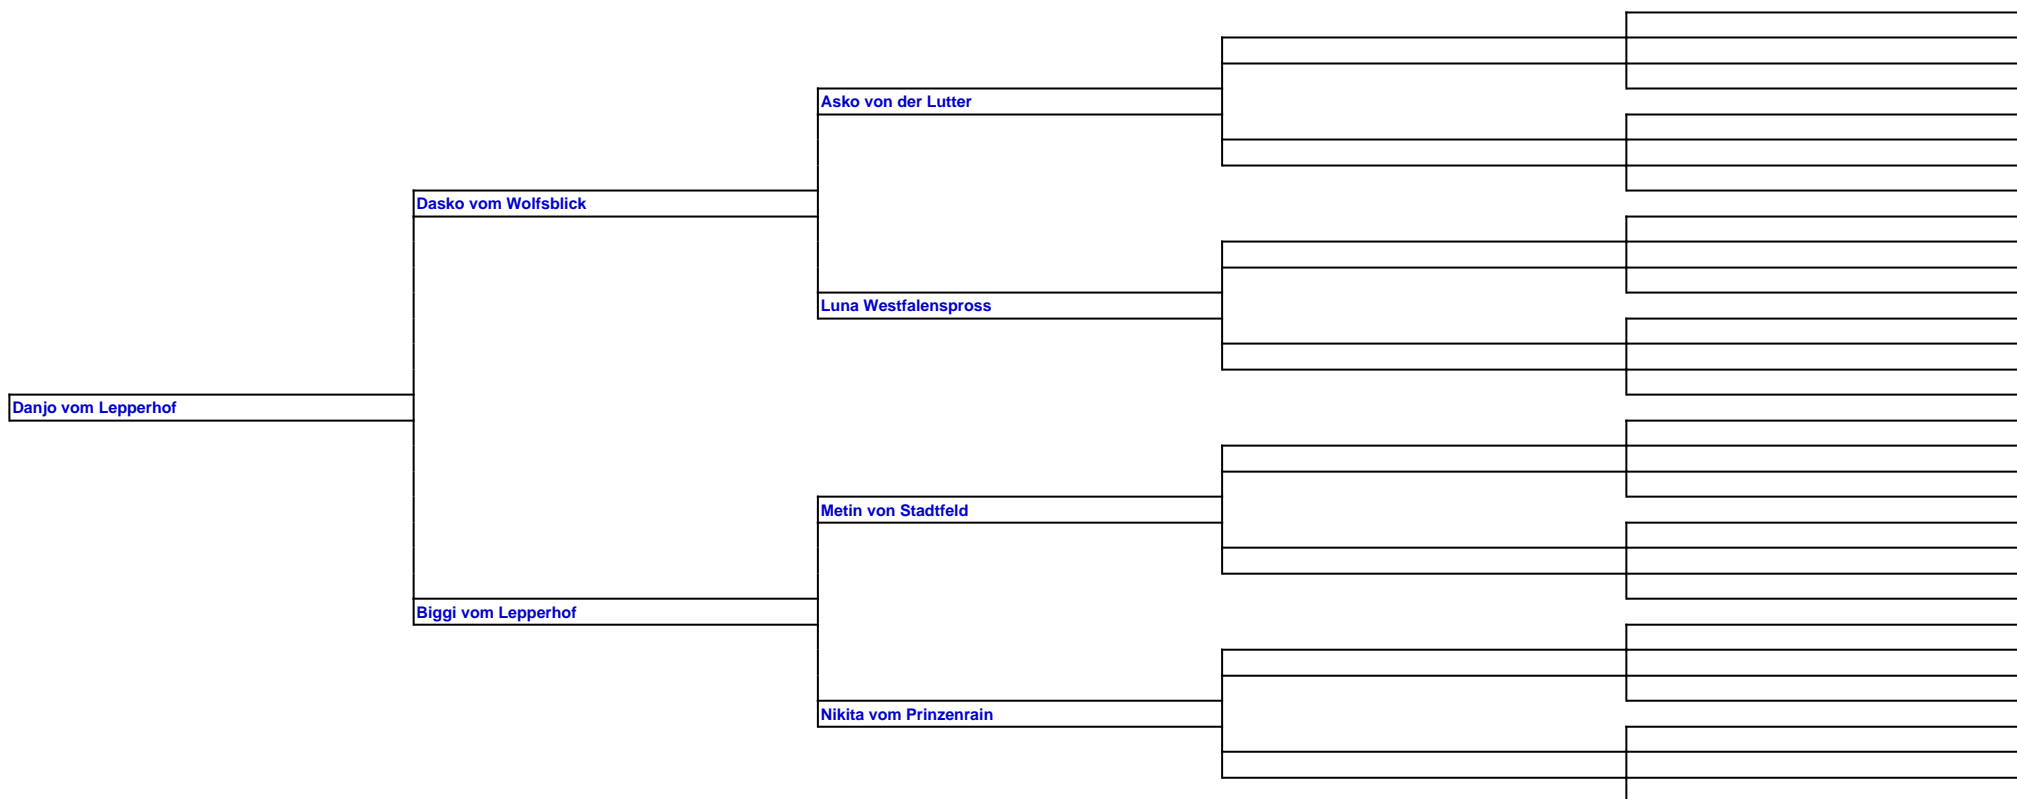 Asko von der Lutter
Dasko vom Wolfsblick
Luna Westfalenspross
Danjo vom Lepperhof
Metin von Stadtfeld
Biggi vom Lepperhof
Nikita vom Prinzenrain